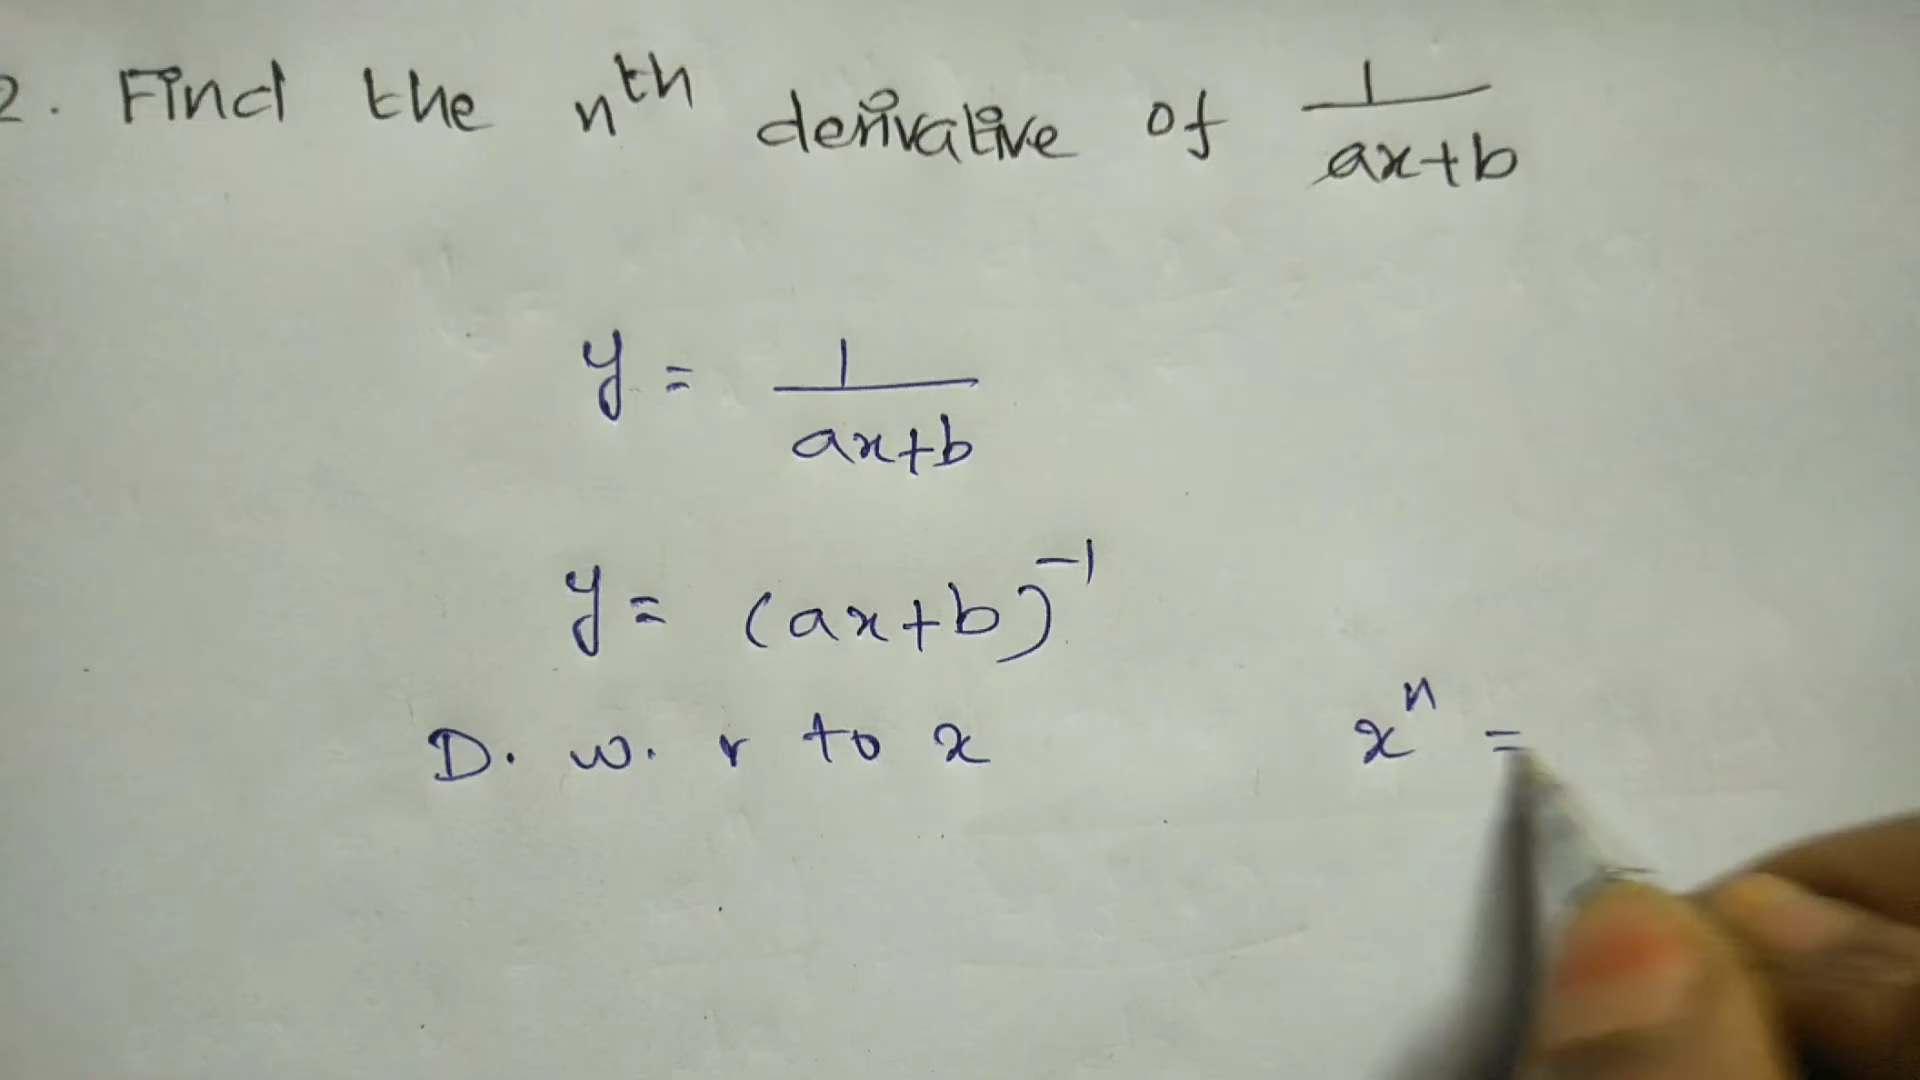 2. Find the nth derivative of 1/ax+b
y = 1/ax+b
y = (ax+b)^-1
D. w. r to x
x^n =